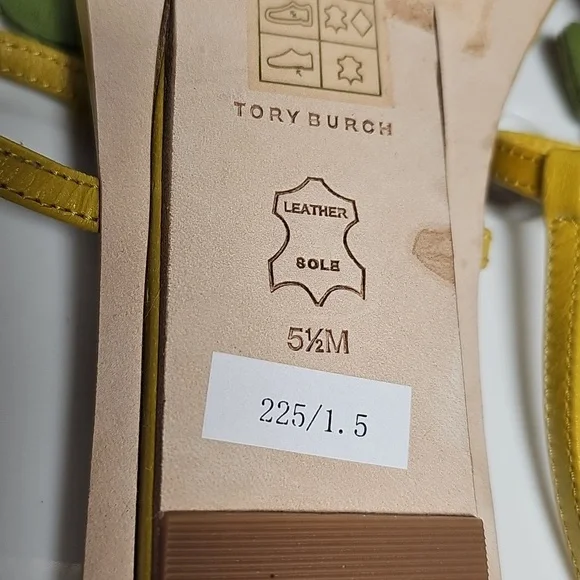 TORY BURCH
LEATHER
SOLE
5½M
225/1.5